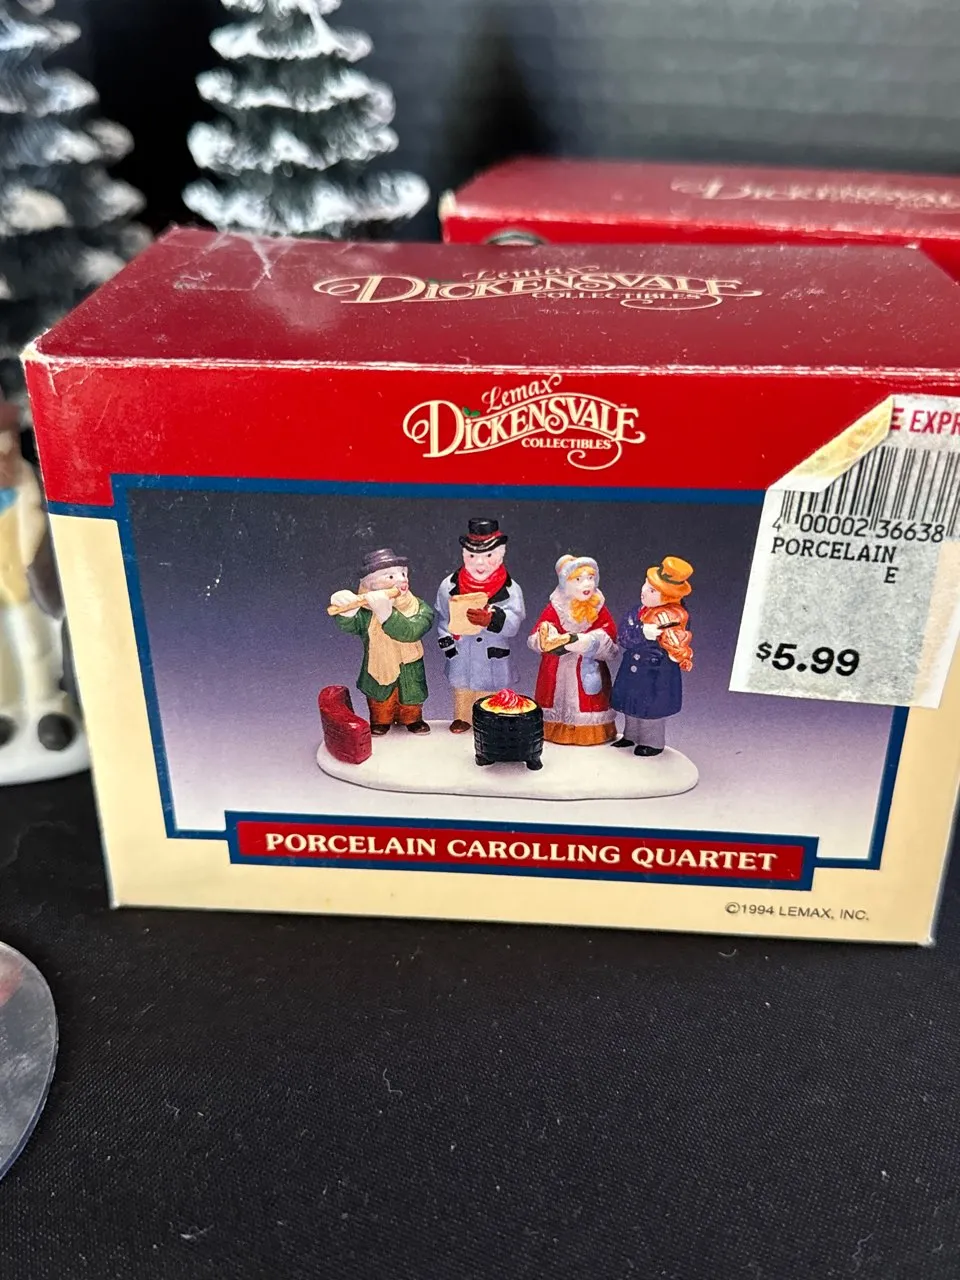 DICKENSVALE
Lemax
DICKENSVALE
COLLECTIBLES
Lemax
DICKENSVALE
COLLECTIBLES
E EXPR
4 00002 36638
PORCELAIN
E
$5.99
PORCELAIN CAROLLING QUARTET
©1994 LEMAX, INC.